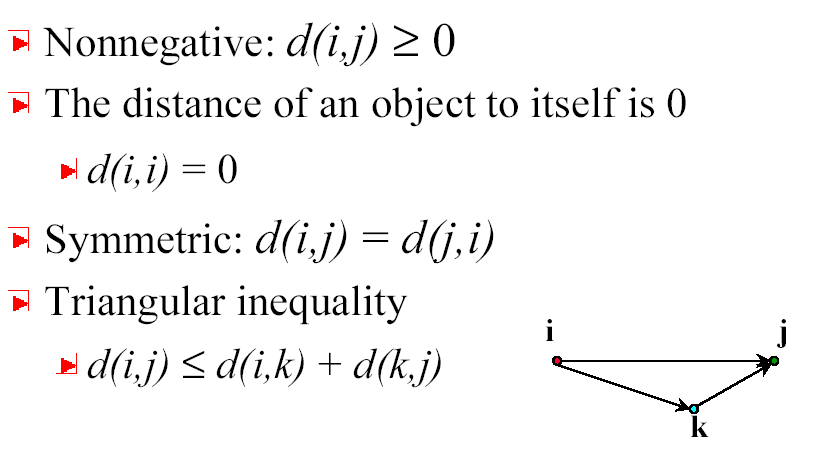 Nonnegative: d(i,j) ≥ 0
The distance of an object to itself is 0
d(i,i) = 0
Symmetric: d(i,j) = d(j,i)
Triangular inequality
d(i,j) ≤ d(i,k) + d(k,j)
i
j
k